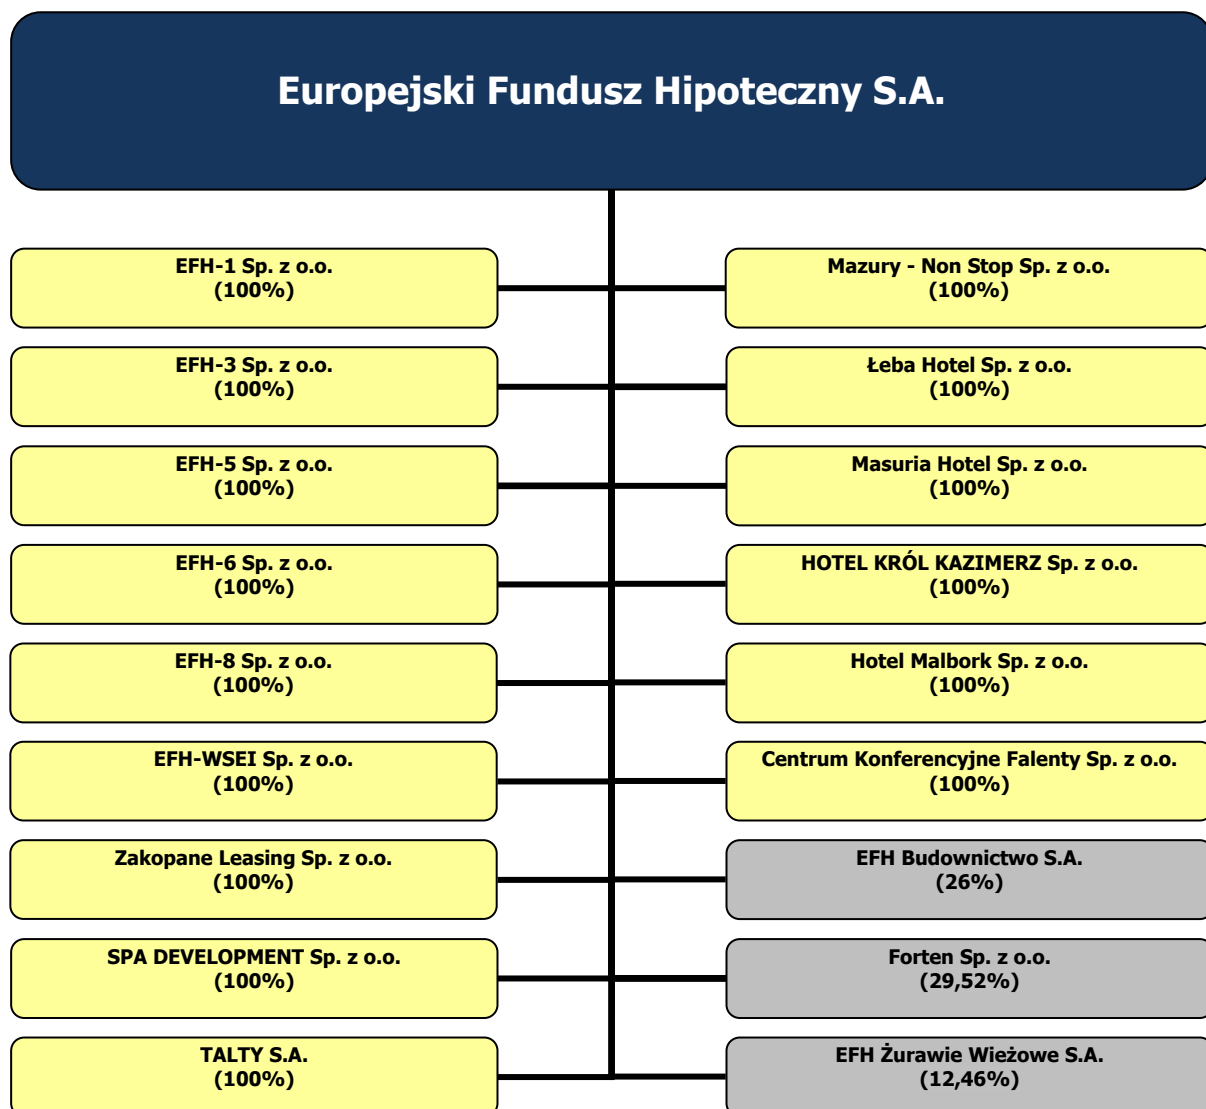 Europejski Fundusz Hipoteczny S.A.
EFH-1 Sp. z o.o.
(100%)
Mazury - Non Stop Sp. z o.o.
(100%)
EFH-3 Sp. z o.o.
(100%)
Łeba Hotel Sp. z o.o.
(100%)
EFH-5 Sp. z o.o.
(100%)
Masuria Hotel Sp. z o.o.
(100%)
EFH-6 Sp. z o.o.
(100%)
HOTEL KRÓL KAZIMERZ Sp. z o.o.
(100%)
EFH-8 Sp. z o.o.
(100%)
Hotel Malbork Sp. z o.o.
(100%)
EFH-WSEI Sp. z o.o.
(100%)
Centrum Konferencyjne Falenty Sp. z o.o.
(100%)
Zakopane Leasing Sp. z o.o.
(100%)
EFH Budownictwo S.A.
(26%)
SPA DEVELOPMENT Sp. z o.o.
(100%)
Forten Sp. z o.o.
(29,52%)
TALTY S.A.
(100%)
EFH Żurawie Wieżowe S.A.
(12,46%)